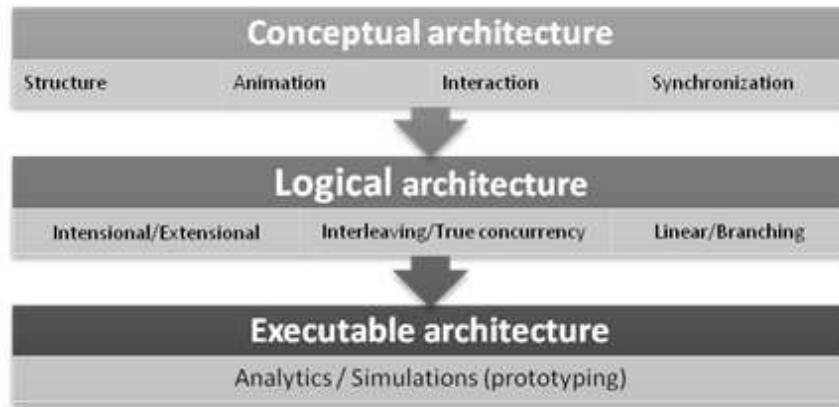 Conceptual architecture
Structure Animation Interaction Synchronization
Logical architecture
Intensional/Extensional Interleaving/True concurrency Linear/Branching
Executable architecture
Analytics / Simulations (prototyping)